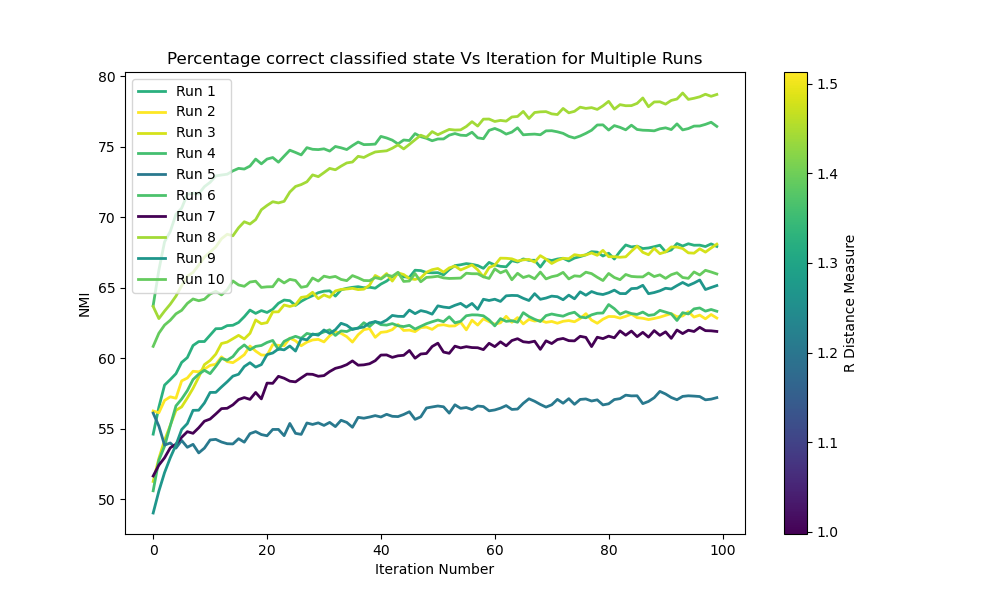 Percentage correct classified state Vs Iteration for Multiple Runs
NMI
80
75
70
65
60
55
50
Run 1
Run 2
Run 3
Run 4
Run 5
Run 6
Run 7
Run 8
Run 9
Run 10
0
20
40
60
80
100
Iteration Number
1.5
1.4
1.3
1.2
1.1
1.0
R Distance Measure